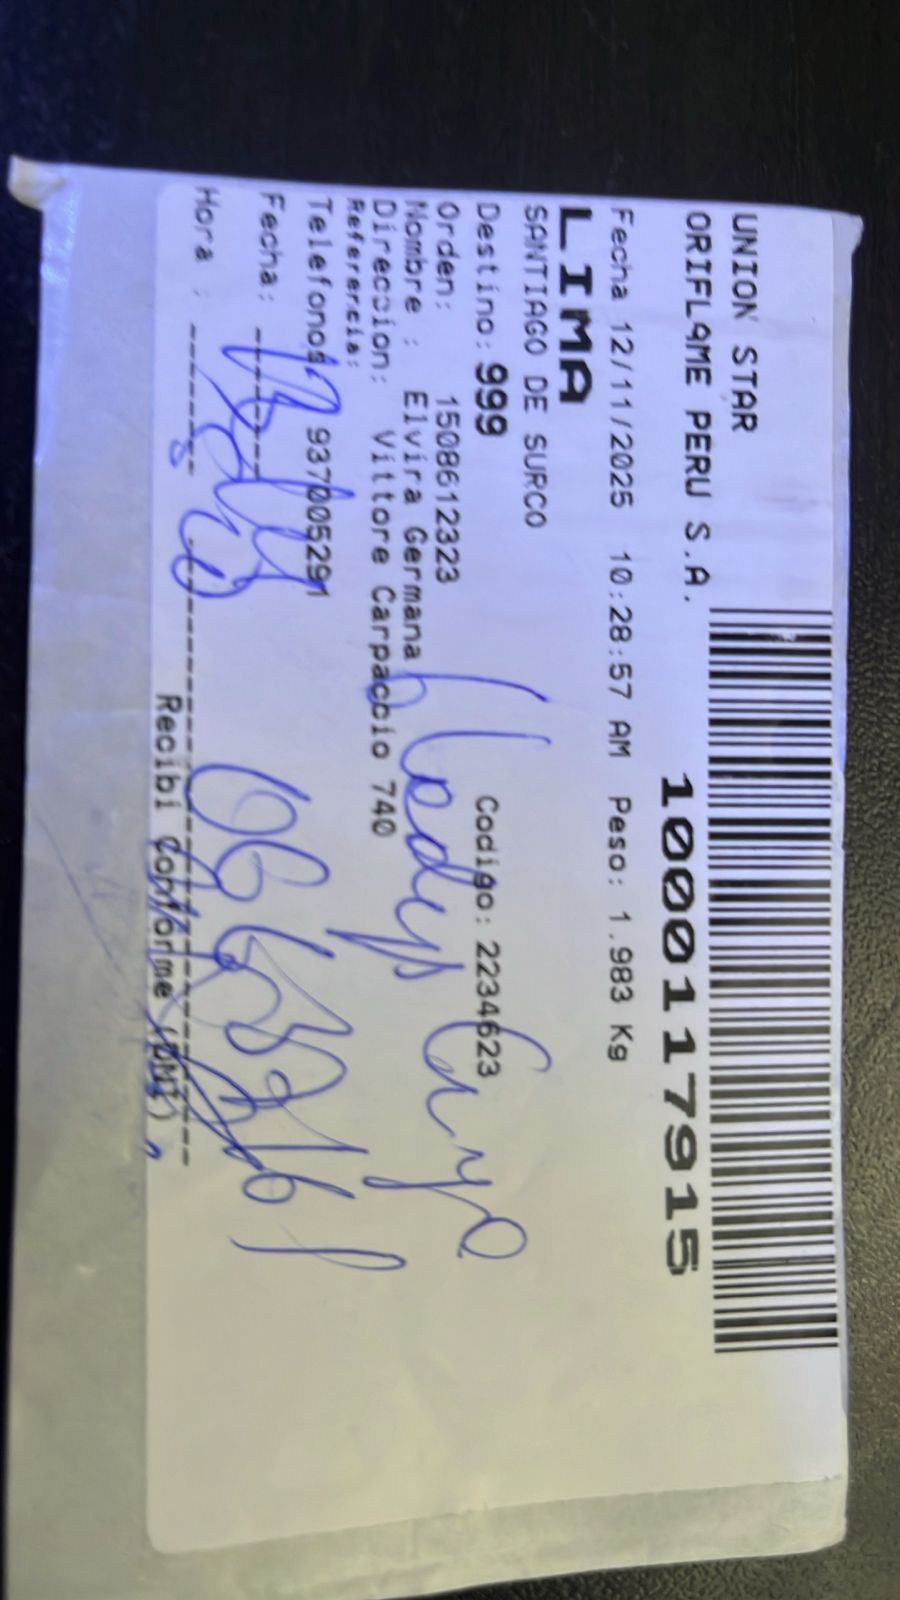 UNION STAR
ORIFLAME PERU S.A.
10001117915
Fecha 12/11/2025 10:28:57 AM Peso: 1.983 Kg
LIMA
SANTIAGO DE SURCO
Destino: 999 Codigo: 2234623
Orden: 1508612323
Nombre : Elvira Germana
Direccion: Vittore Carpaccio 740
Referencia:
Telefonos 937005291
Fecha:
Hora :
Recibi Conforme (DNI)